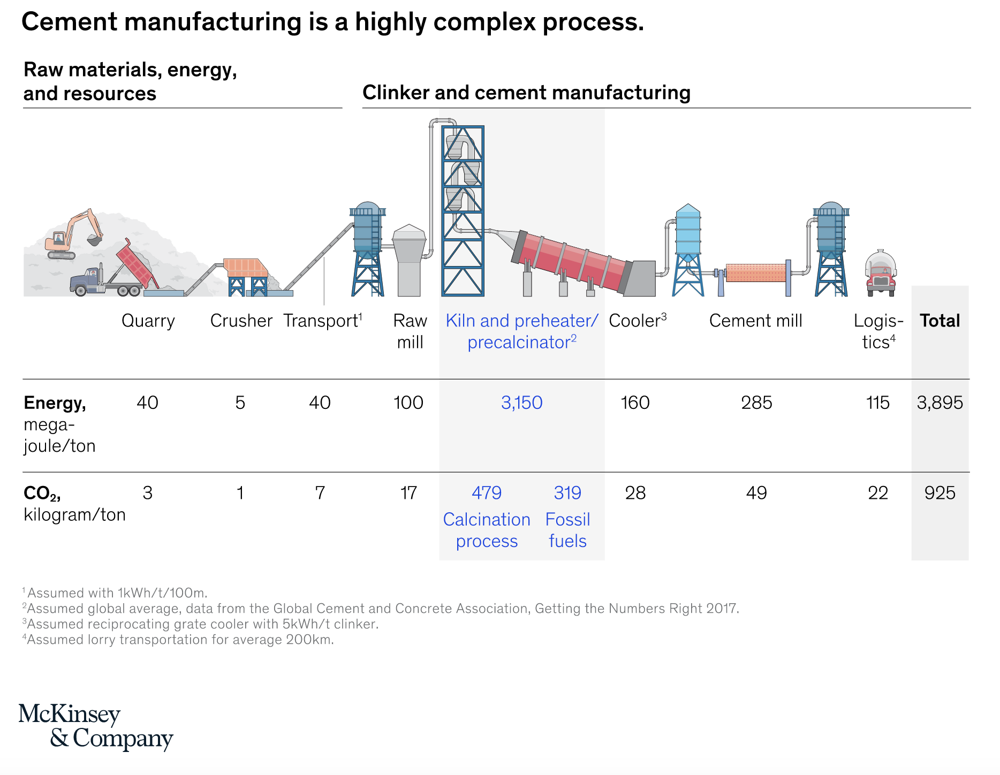 Cement manufacturing is a highly complex process.
Raw materials, energy,
and resources
Clinker and cement manufacturing
Quarry
Crusher
Transport¹
Raw
mill
Kiln and preheater/
precalcinator²
Cooler³
Cement mill
Logis-
tics⁴
Total
Energy,
mega-
joule/ton
40
5
40
100
3,150
160
285
115
3,895
CO₂,
kilogram/ton
3
1
7
17
479
Calcination
process
319
Fossil
fuels
28
49
22
925
¹Assumed with 1kWh/t/100m.
²Assumed global average, data from the Global Cement and Concrete Association, Getting the Numbers Right 2017.
³Assumed reciprocating grate cooler with 5kWh/t clinker.
⁴Assumed lorry transportation for average 200km.
McKinsey
& Company